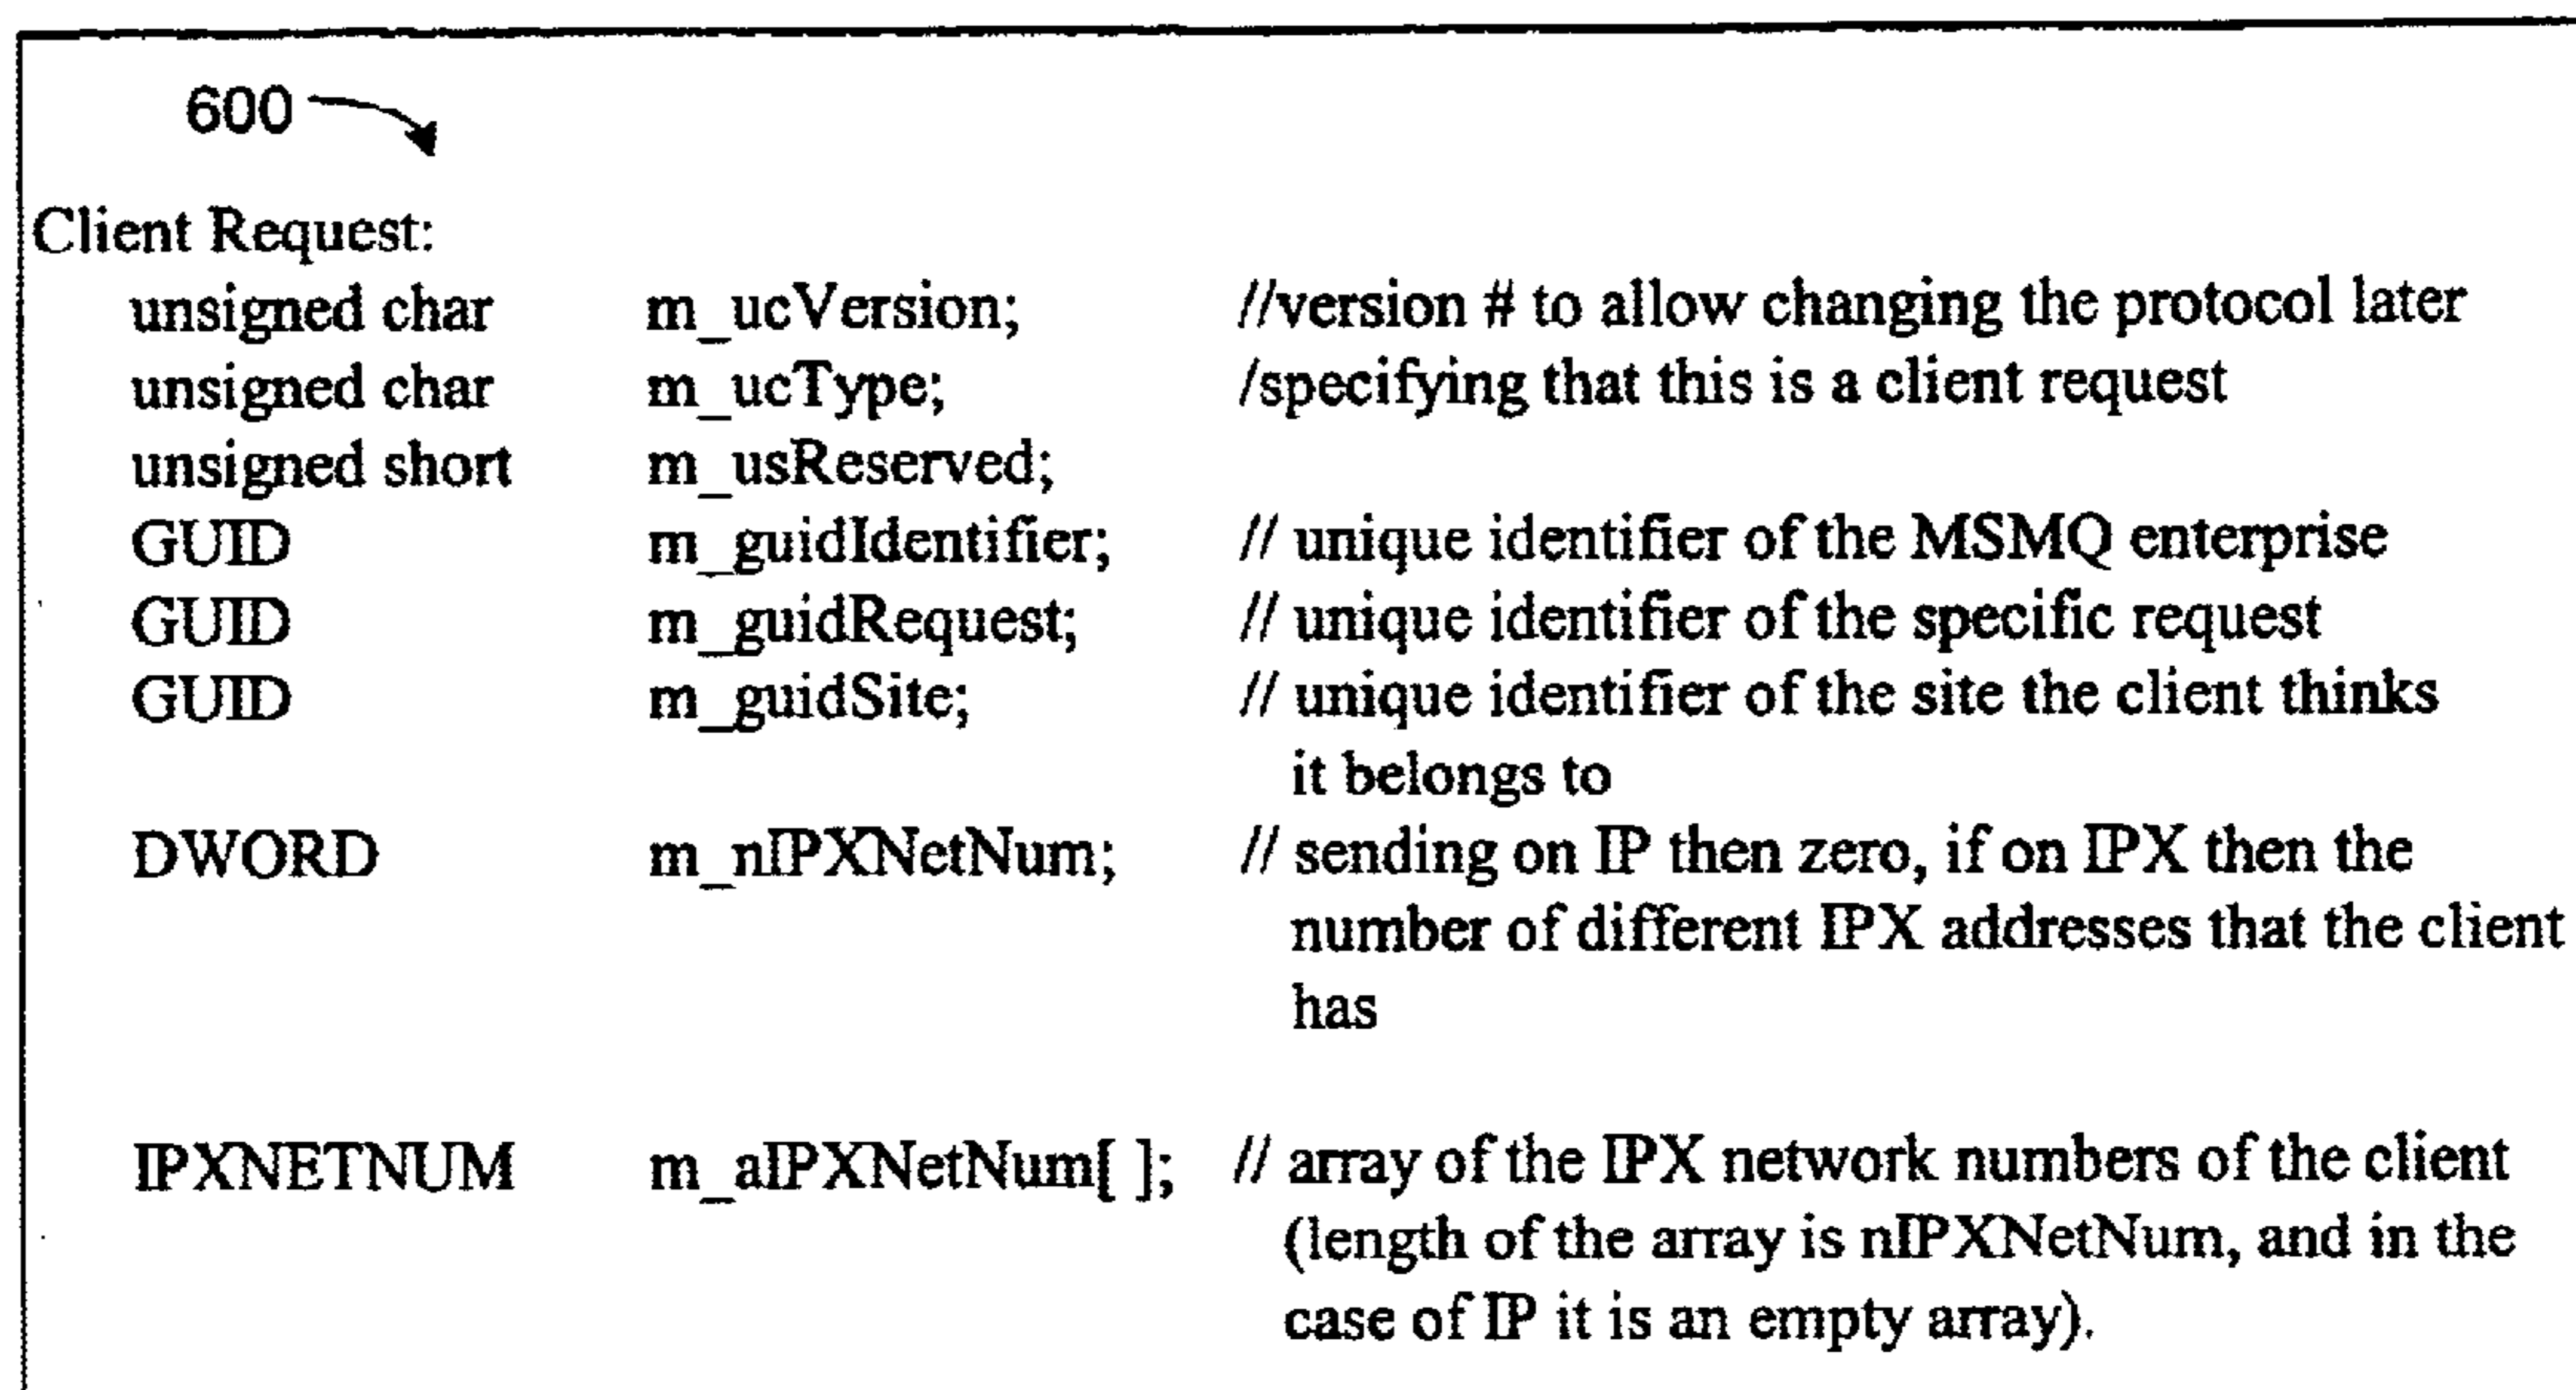 600
Client Request:
unsigned char m_ucVersion; //version # to allow changing the protocol later
unsigned char m_ucType; /specifying that this is a client request
unsigned short m_usReserved;
GUID m_guidIdentifier; // unique identifier of the MSMQ enterprise
GUID m_guidRequest; // unique identifier of the specific request
GUID m_guidSite; // unique identifier of the site the client thinks
it belongs to
DWORD m_nIPXNetNum; // sending on IP then zero, if on IPX then the
number of different IPX addresses that the client
has
IPXNETNUM m_aIPXNetNum[ ]; // array of the IPX network numbers of the client
(length of the array is nIPXNetNum, and in the
case of IP it is an empty array).